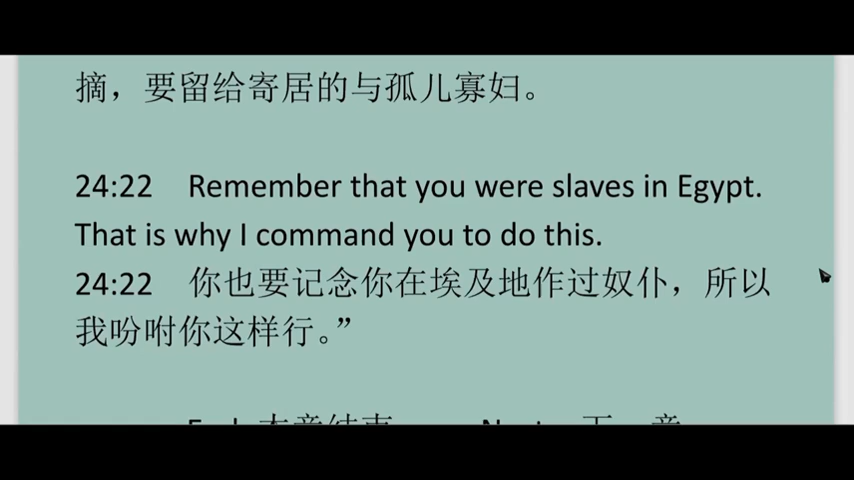 摘，要留给寄居的与孤儿寡妇。
24:22 Remember that you were slaves in Egypt.
That is why I command you to do this.
24:22 你也要记念你在埃及地作过奴仆，所以
我吩咐你这样行。”